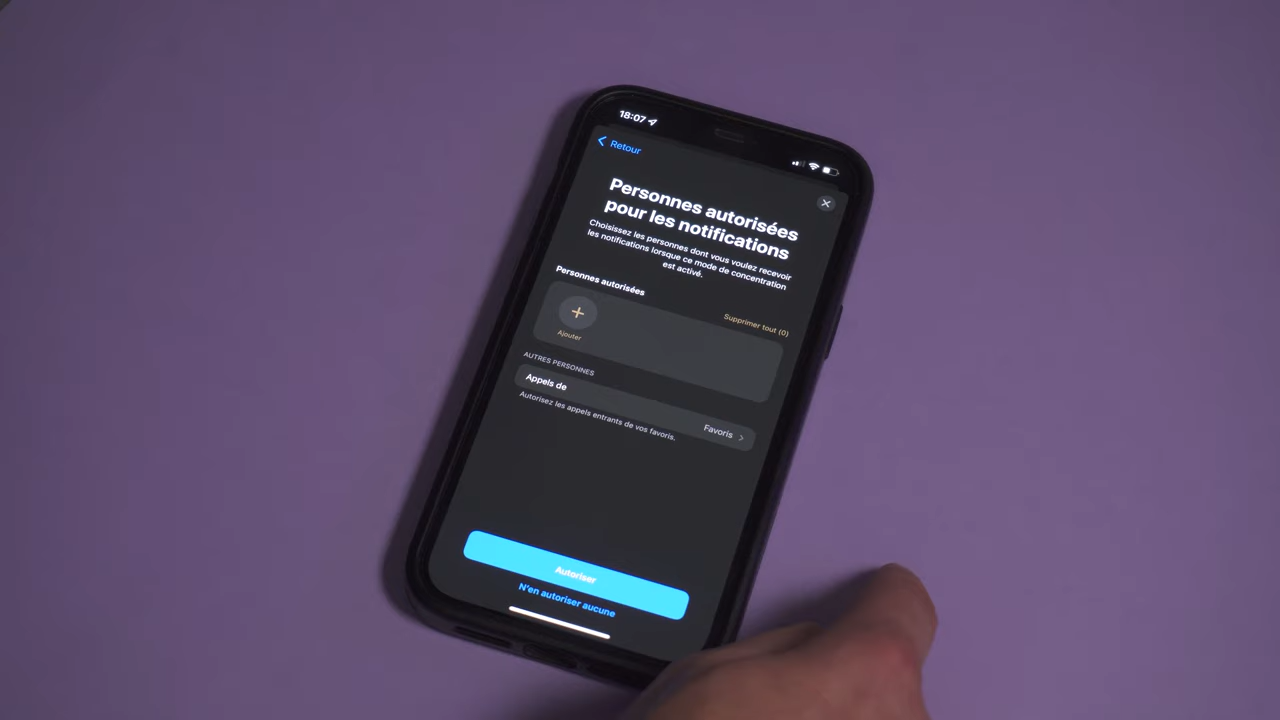 18:07
Retour
Personnes autorisées
pour les notifications
Choisissez les personnes dont vous voulez recevoir
les notifications lorsque ce mode de concentration
est activé.
Personnes autorisées
Supprimer tout (0)
Ajouter
AUTRES PERSONNES
Appels de
Favoris
Autorisez les appels entrants de vos favoris.
Autoriser
N'en autoriser aucune